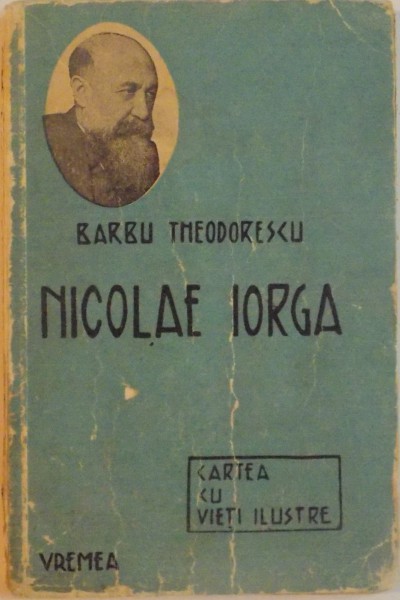 BARBU THEODORESCU
NICOLAE IORGA
CARTEA
CU
VIEȚI ILUSTRE
VREMEA